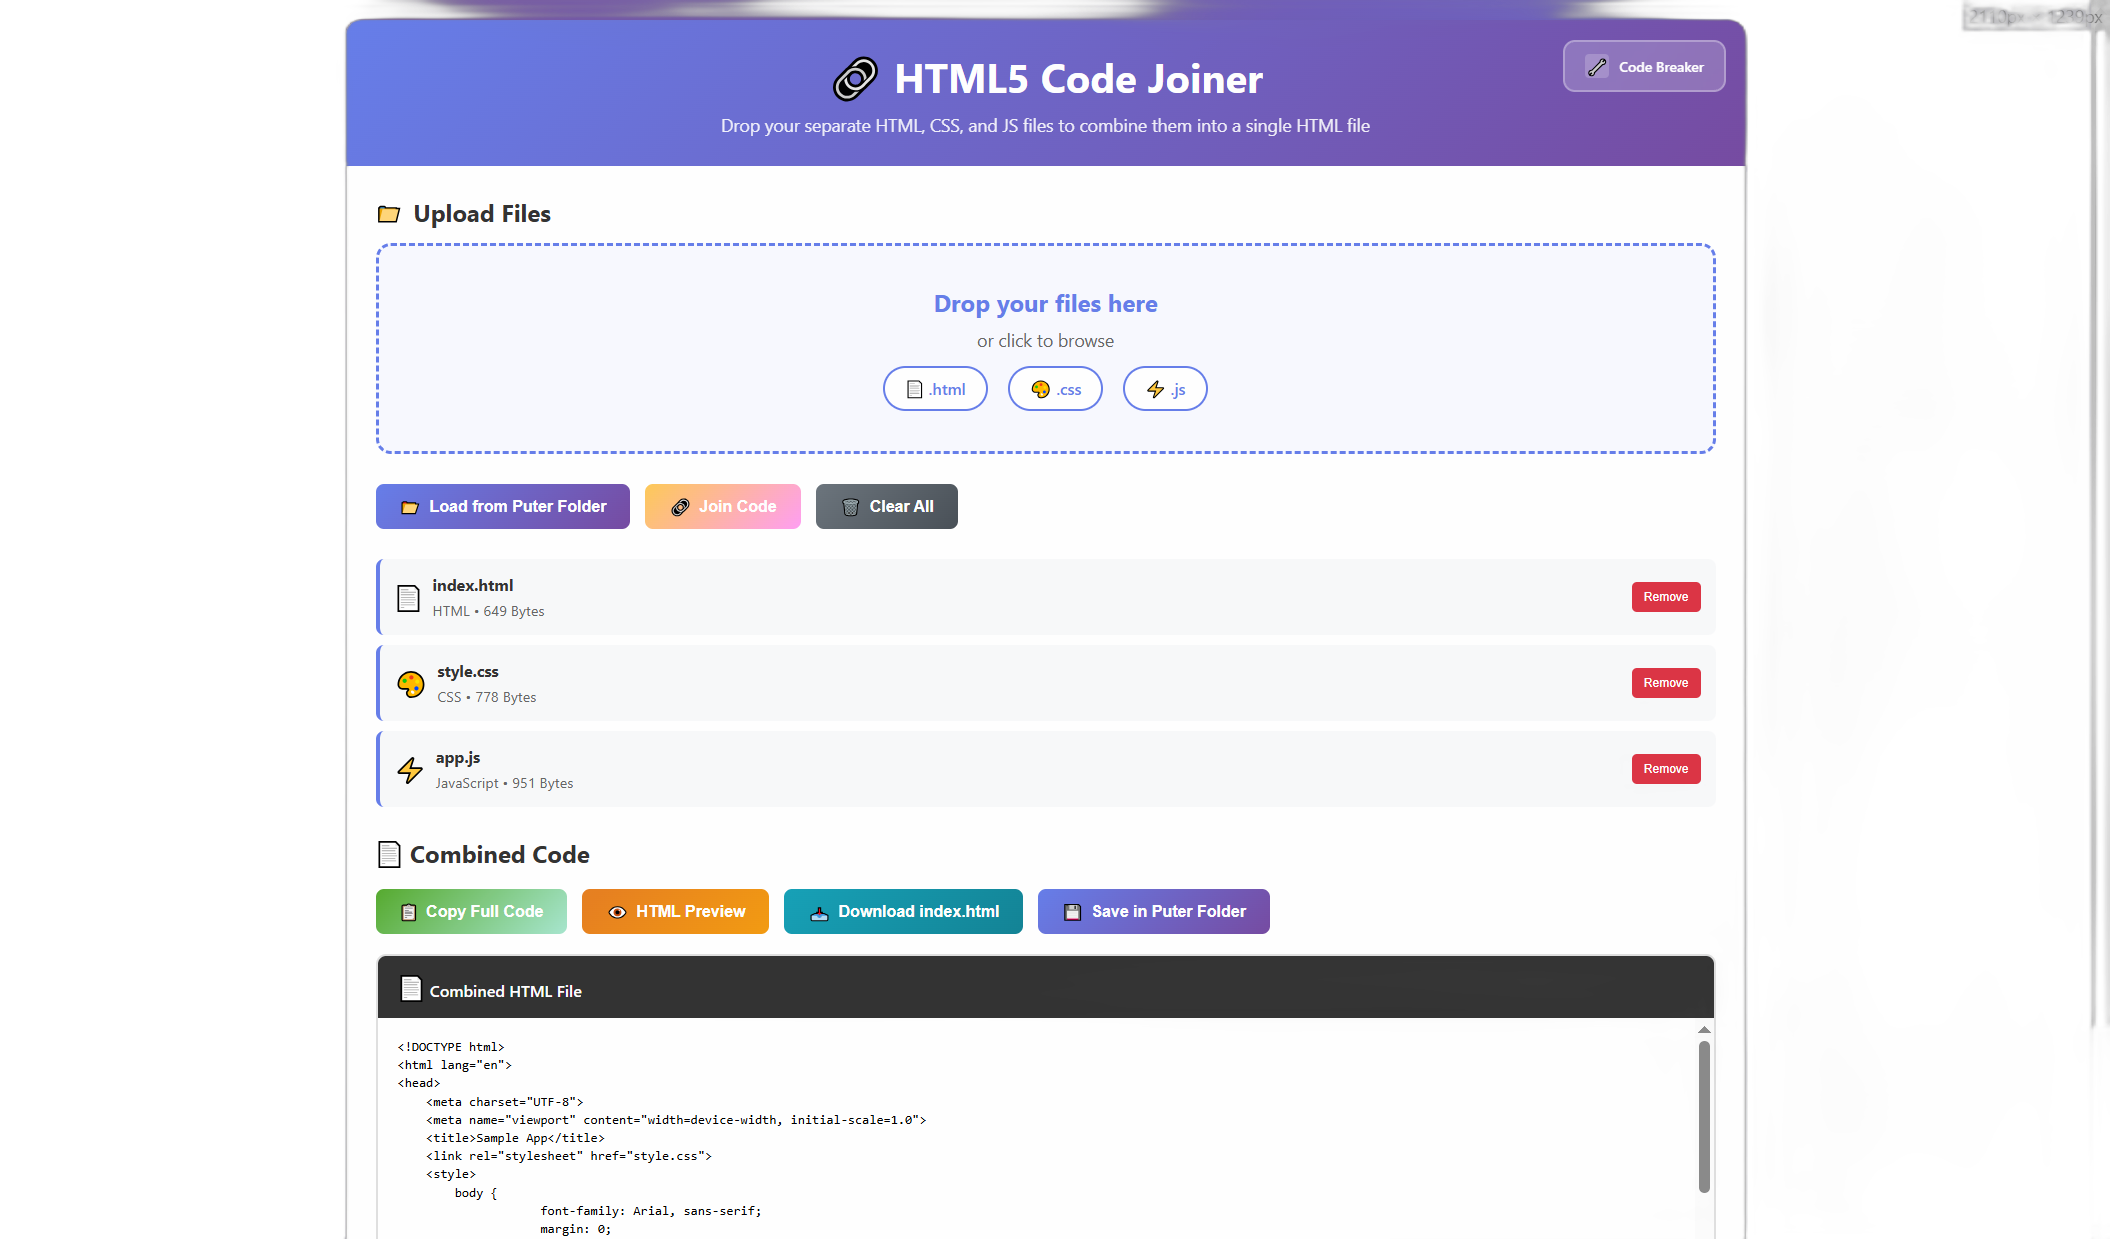 HTML5 Code Joiner
Code Breaker
Drop your separate HTML, CSS, and JS files to combine them into a single HTML file
Upload Files
Drop your files here
or click to browse
.html
.css
.js
Load from Puter Folder
Join Code
Clear All
index.html
HTML • 649 Bytes
Remove
style.css
CSS • 778 Bytes
Remove
app.js
JavaScript • 951 Bytes
Remove
Combined Code
Copy Full Code
HTML Preview
Download index.html
Save in Puter Folder
Combined HTML File
<!DOCTYPE html>
<html lang="en">
<head>
<meta charset="UTF-8">
<meta name="viewport" content="width=device-width, initial-scale=1.0">
<title>Sample App</title>
<link rel="stylesheet" href="style.css">
<style>
body {
font-family: Arial, sans-serif;
margin: 0;